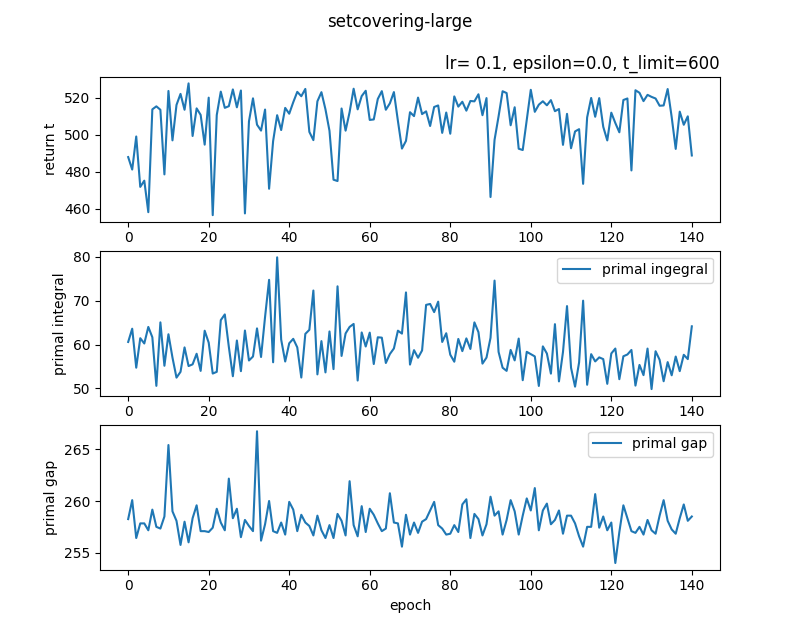 setcovering-large
lr= 0.1, epsilon=0.0, t_limit=600
return t
520
500
480
460
0 20 40 60 80 100 120 140
primal integral
80
70
60
50
primal ingegral
0 20 40 60 80 100 120 140
primal gap
265
260
255
primal gap
0 20 40 60 80 100 120 140
epoch